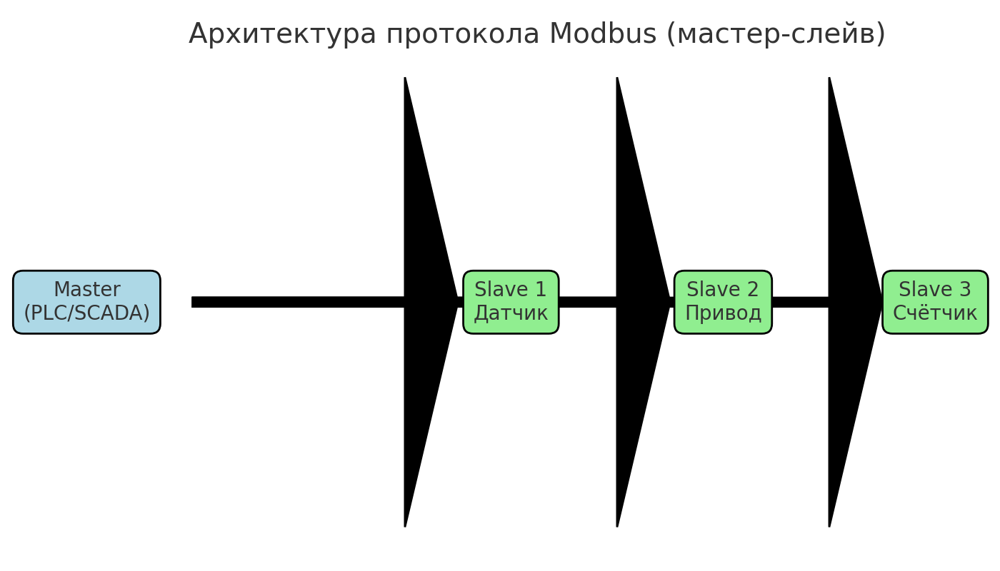 Архитектура протокола Modbus (мастер-слейв)
Master
(PLC/SCADA)
Slave 1
Датчик
Slave 2
Привод
Slave 3
Счётчик